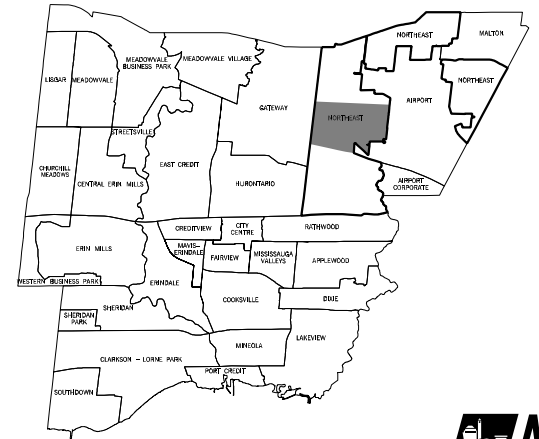 NORTHEAST
MALTON
MEADOWVALE
BUSINESS PARK
MEADOWVALE VILLAGE
LISGAR
MEADOWVALE
NORTHEAST
AIRPORT
GATEWAY
NORTHEAST
STREETSVILLE
EAST CREDIT
CHURCHILL
MEADOWS
CENTRAL ERIN MILLS
HURONTARIO
AIRPORT
CORPORATE
CREDITVIEW
CITY
CENTRE
RATHWOOD
ERIN MILLS
MAVIS-
ERINDALE
FAIRVIEW
MISSISSAUGA
VALLEYS
APPLEWOOD
WESTERN BUSINESS PARK
ERINDALE
COOKSVILLE
DIXIE
SHERIDAN
SHERIDAN
PARK
LAKEVIEW
MINEOLA
CLARKSON - LORNE PARK
PORT CREDIT
SOUTHDOWN